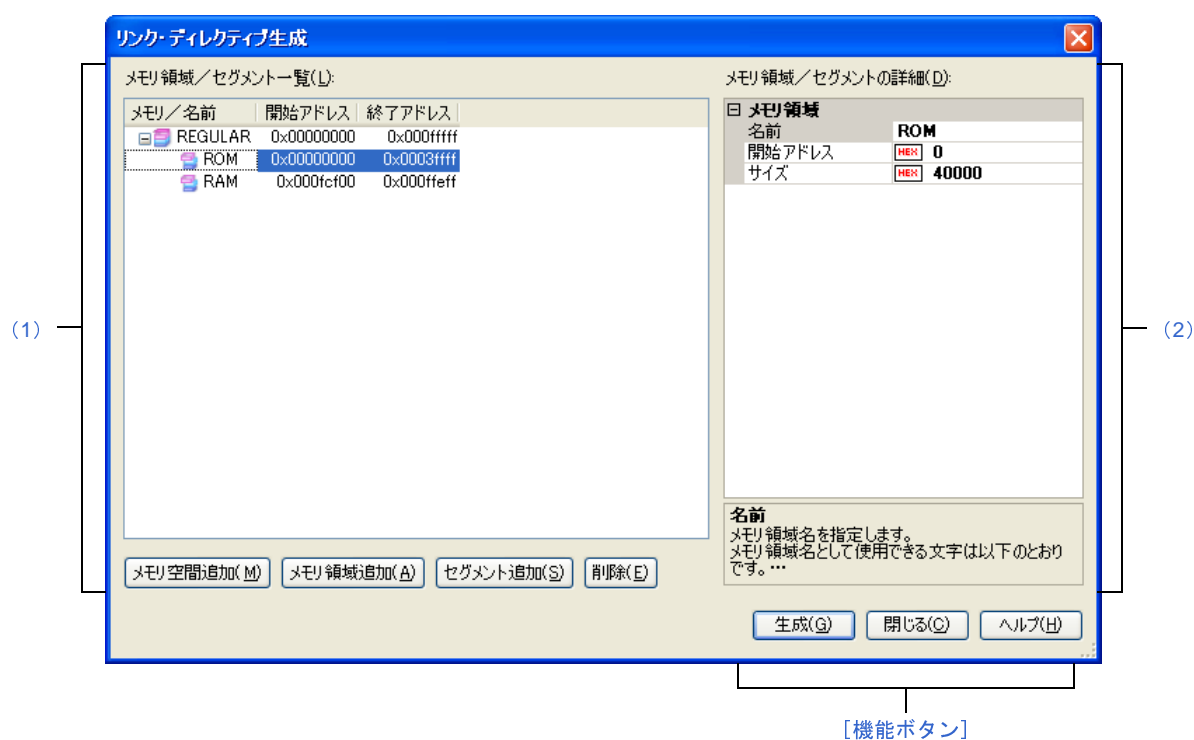 リンク・ディレクティブ生成
メモリ領域／セグメント一覧(L):
メモリ／名前 開始アドレス 終了アドレス
REGULAR 0x00000000 0x000fffff
ROM 0x00000000 0x0003ffff
RAM 0x000fcf00 0x000ffeff
メモリ空間追加(M) メモリ領域追加(A) セグメント追加(S) 削除(E)
メモリ領域／セグメントの詳細(D):
メモリ領域
名前 ROM
開始アドレス HEX 0
サイズ HEX 40000
名前
メモリ領域名を指定します。
メモリ領域名として使用できる文字は以下のとおり
です。…
生成(G) 閉じる(C) ヘルプ(H)
（1）
（2）
［機能ボタン］